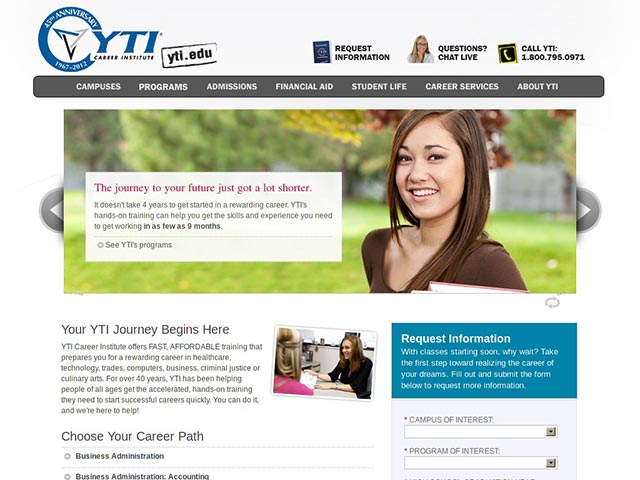 45TH ANNIVERSARY
YTI
CAREER INSTITUTE
1967-2012
yti.edu
REQUEST
INFORMATION
QUESTIONS?
CHAT LIVE
CALL YTI:
1.800.795.0971
CAMPUSES PROGRAMS ADMISSIONS FINANCIAL AID STUDENT LIFE CAREER SERVICES ABOUT YTI
The journey to your future just got a lot shorter.
It doesn't take 4 years to get started in a rewarding career. YTI's
hands-on training can help you get the skills and experience you need
to get working in as few as 9 months.
See YTI's programs
Your YTI Journey Begins Here
YTI Career Institute offers FAST, AFFORDABLE training that
prepares you for a rewarding career in healthcare,
technology, trades, computers, business, criminal justice or
culinary arts. For over 40 years, YTI has been helping
people of all ages get the accelerated, hands-on training
they need to start successful careers quickly. You can do it,
and we're here to help!
Choose Your Career Path
Business Administration
Business Administration: Accounting
Request Information
With classes starting soon, why wait? Take
the first step toward realizing the career of
your dreams. Fill out and submit the form
below to request more information.
* CAMPUS OF INTEREST:
* PROGRAM OF INTEREST:
* HIGH SCHOOL GRADUATION YEAR